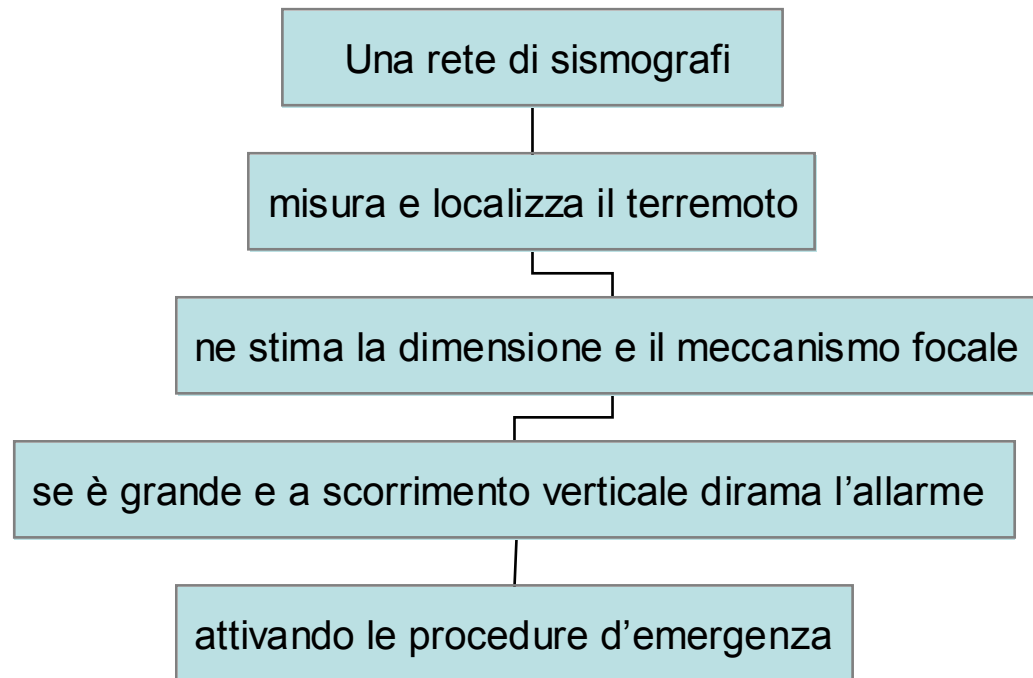 Una rete di sismografi
misura e localizza il terremoto
ne stima la dimensione e il meccanismo focale
se è grande e a scorrimento verticale dirama l’allarme
attivando le procedure d’emergenza